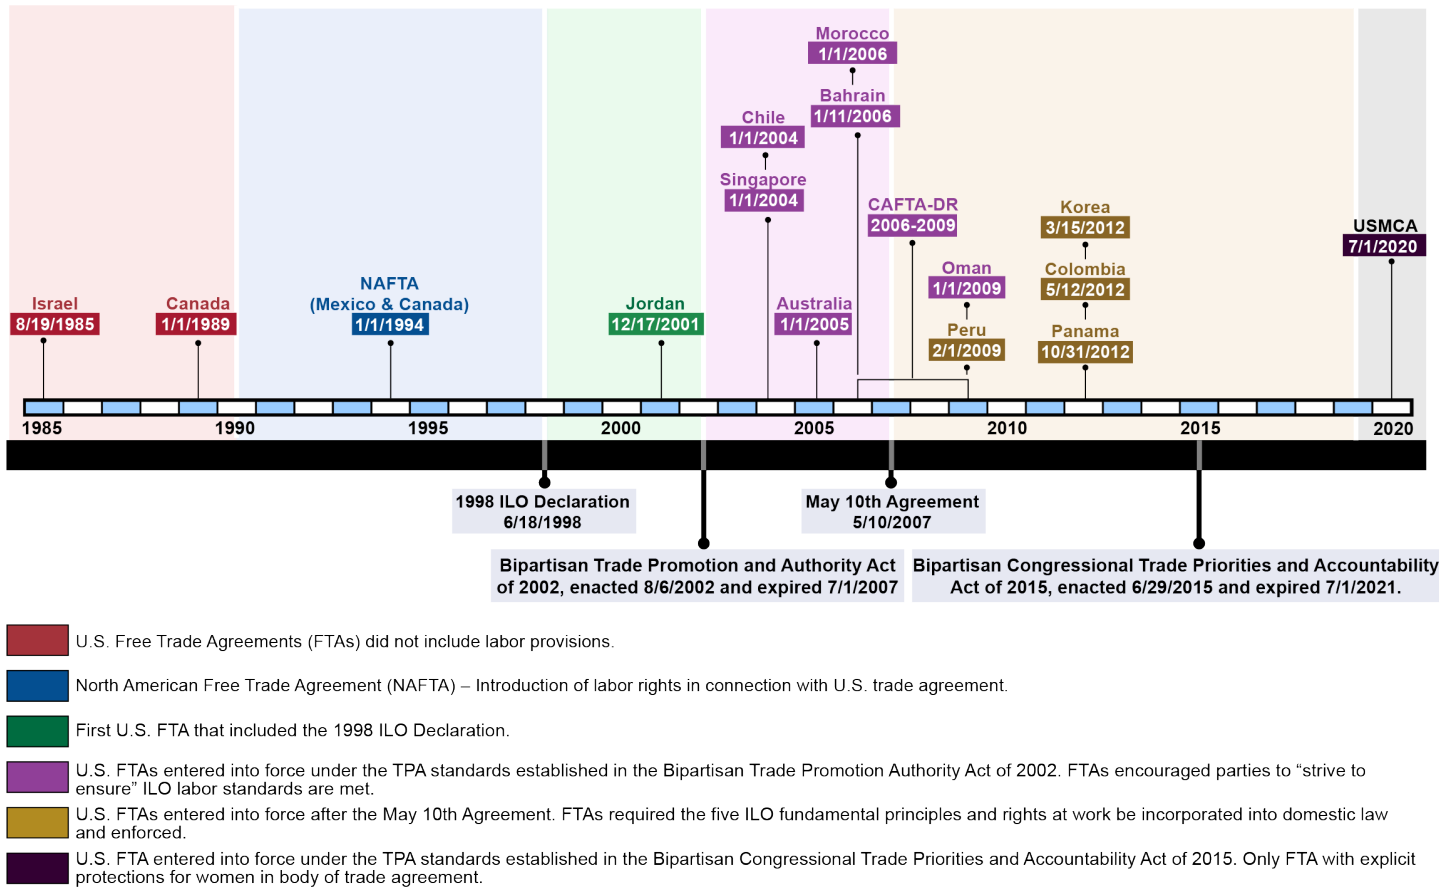 Morocco
1/1/2006
Bahrain
1/11/2006
Chile
1/1/2004
Singapore
1/1/2004
CAFTA-DR
2006-2009
Korea
3/15/2012
USMCA
7/1/2020
Oman
1/1/2009
Colombia
5/12/2012
NAFTA
(Mexico & Canada)
1/1/1994
Israel
8/19/1985
Canada
1/1/1989
Jordan
12/17/2001
Australia
1/1/2005
Peru
2/1/2009
Panama
10/31/2012
1985 1990 1995 2000 2005 2010 2015 2020
1998 ILO Declaration
6/18/1998
May 10th Agreement
5/10/2007
Bipartisan Trade Promotion and Authority Act
of 2002, enacted 8/6/2002 and expired 7/1/2007
Bipartisan Congressional Trade Priorities and Accountability
Act of 2015, enacted 6/29/2015 and expired 7/1/2021.
U.S. Free Trade Agreements (FTAs) did not include labor provisions.
North American Free Trade Agreement (NAFTA) – Introduction of labor rights in connection with U.S. trade agreement.
First U.S. FTA that included the 1998 ILO Declaration.
U.S. FTAs entered into force under the TPA standards established in the Bipartisan Trade Promotion Authority Act of 2002. FTAs encouraged parties to “strive to
ensure” ILO labor standards are met.
U.S. FTAs entered into force after the May 10th Agreement. FTAs required the five ILO fundamental principles and rights at work be incorporated into domestic law
and enforced.
U.S. FTA entered into force under the TPA standards established in the Bipartisan Congressional Trade Priorities and Accountability Act of 2015. Only FTA with explicit
protections for women in body of trade agreement.